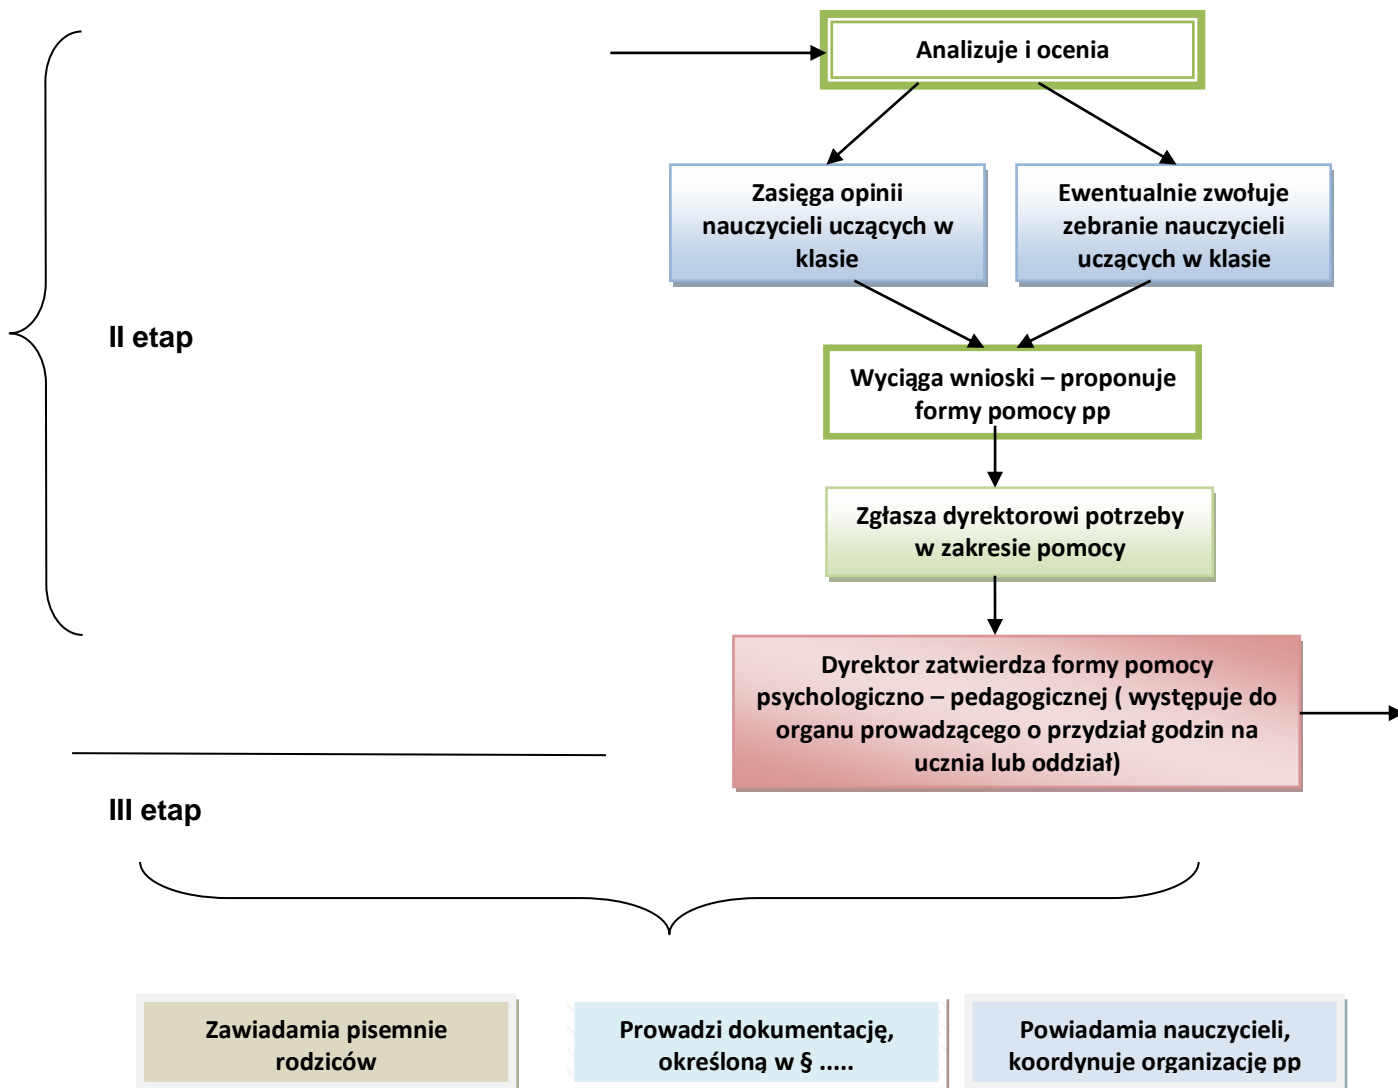 Analizuje i ocenia
Zasięga opinii
nauczycieli uczących w
klasie
Ewentualnie zwołuje
zebranie nauczycieli
uczących w klasie
II etap
Wyciąga wnioski – proponuje
formy pomocy pp
Zgłasza dyrektorowi potrzeby
w zakresie pomocy
Dyrektor zatwierdza formy pomocy
psychologiczno – pedagogicznej ( występuje do
organu prowadzącego o przydział godzin na
ucznia lub oddział)
III etap
Zawiadamia pisemnie
rodziców
Prowadzi dokumentację,
określoną w § .....
Powiadamia nauczycieli,
koordynuje organizację pp